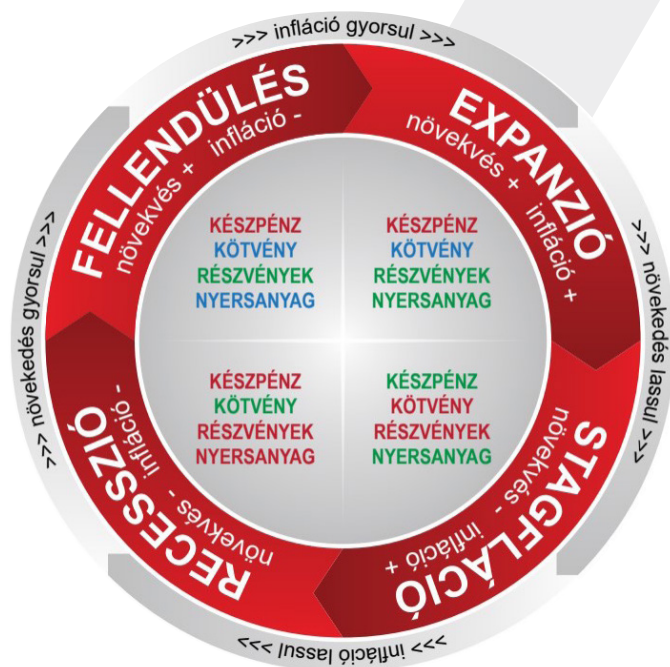 >>> infláció gyorsul >>>
FELLENDÜLÉS
növekvés + infláció -
EXPANZIÓ
növekvés + infláció +
>>> növekedés gyorsul >>>
>>> növekedés lassul >>>
KÉSZPÉNZ
KÖTVÉNY
RÉSZVÉNYEK
NYERSANYAG
KÉSZPÉNZ
KÖTVÉNY
RÉSZVÉNYEK
NYERSANYAG
KÉSZPÉNZ
KÖTVÉNY
RÉSZVÉNYEK
NYERSANYAG
KÉSZPÉNZ
KÖTVÉNY
RÉSZVÉNYEK
NYERSANYAG
RECESSZIÓ
növekvés - infláció -
STAGFLÁCIÓ
növekvés - infláció +
>>> infláció lassul >>>